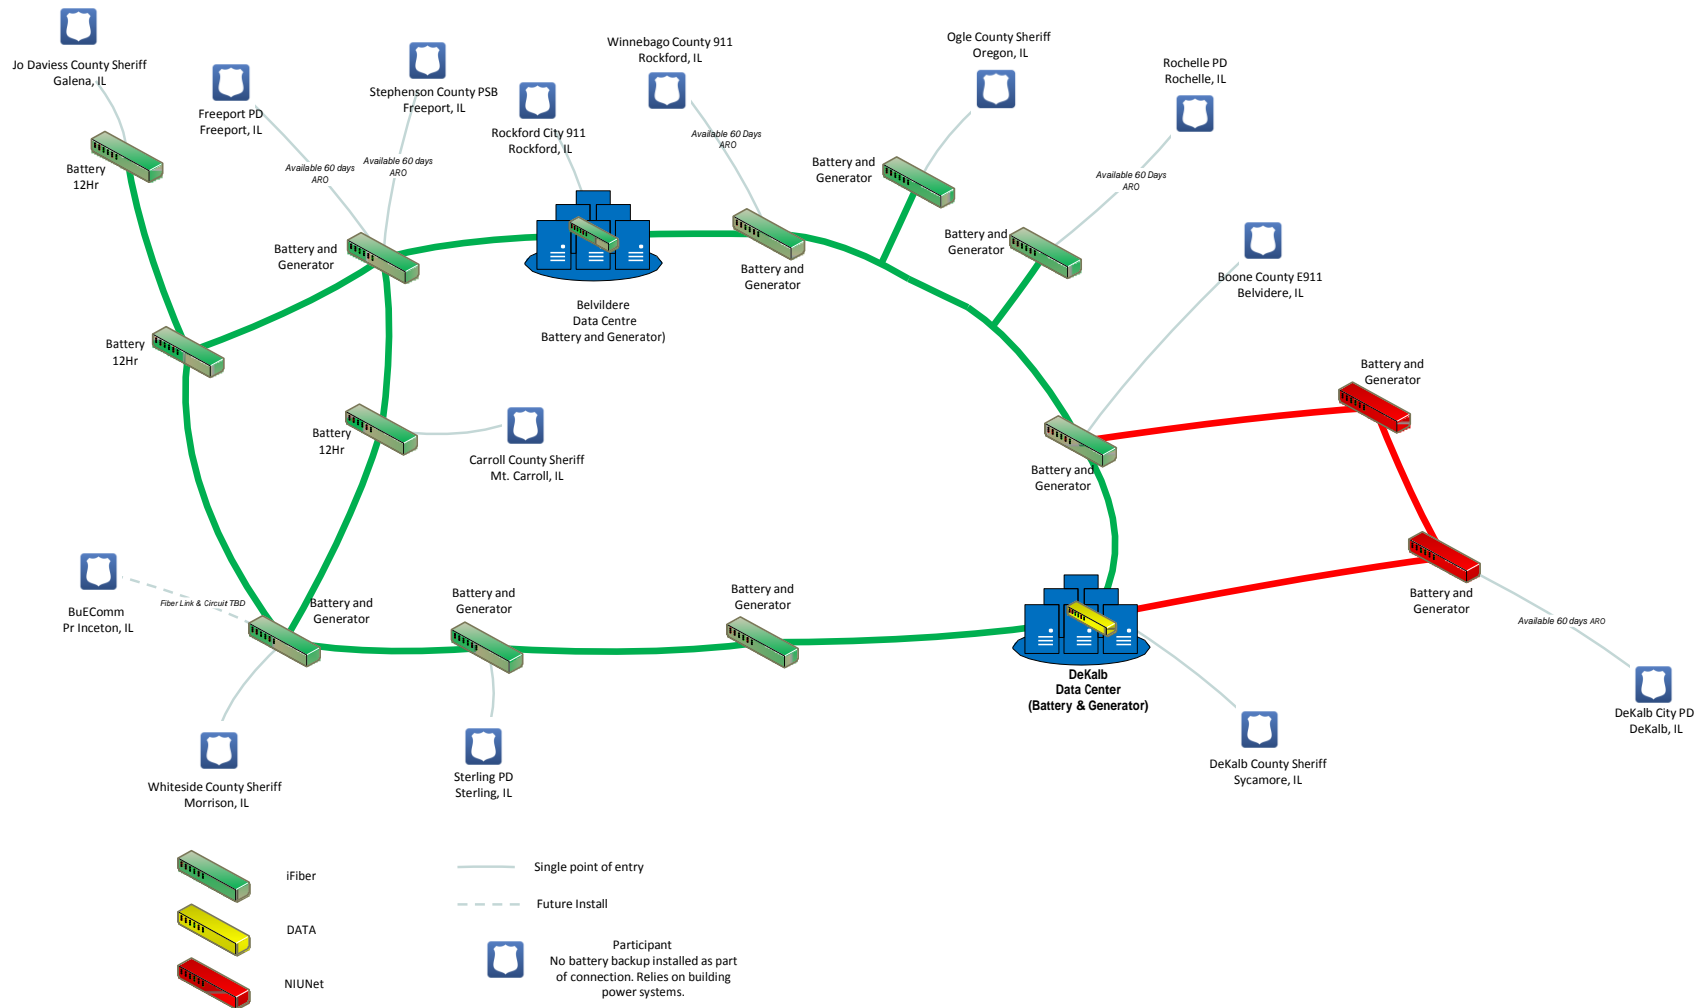 Jo Daviess County Sheriff
Galena, IL
Freeport PD
Freeport, IL
Stephenson County PSB
Freeport, IL
Rockford City 911
Rockford, IL
Winnebago County 911
Rockford, IL
Ogle County Sheriff
Oregon, IL
Rochelle PD
Rochelle, IL
Battery
12Hr
Available 60 days
ARO
Available 60 days
ARO
Available 60 Days
ARO
Battery and
Generator
Available 60 Days
ARO
Battery and
Generator
Battery and
Generator
Battery and
Generator
Boone County E911
Belvidere, IL
Belvildere
Data Centre
Battery and Generator)
Battery
12Hr
Battery and
Generator
Battery
12Hr
Carroll County Sheriff
Mt. Carroll, IL
Battery and
Generator
BuEComm
Pr Inceton, IL
Fiber Link & Circuit TBD
Battery and
Generator
Battery and
Generator
Battery and
Generator
Battery and
Generator
Available 60 days ARO
DeKalb
Data Center
(Battery & Generator)
DeKalb City PD
DeKalb, IL
Whiteside County Sheriff
Morrison, IL
Sterling PD
Sterling, IL
DeKalb County Sheriff
Sycamore, IL
iFiber
DATA
NIUNet
Single point of entry
Future Install
Participant
No battery backup installed as part
of connection. Relies on building
power systems.